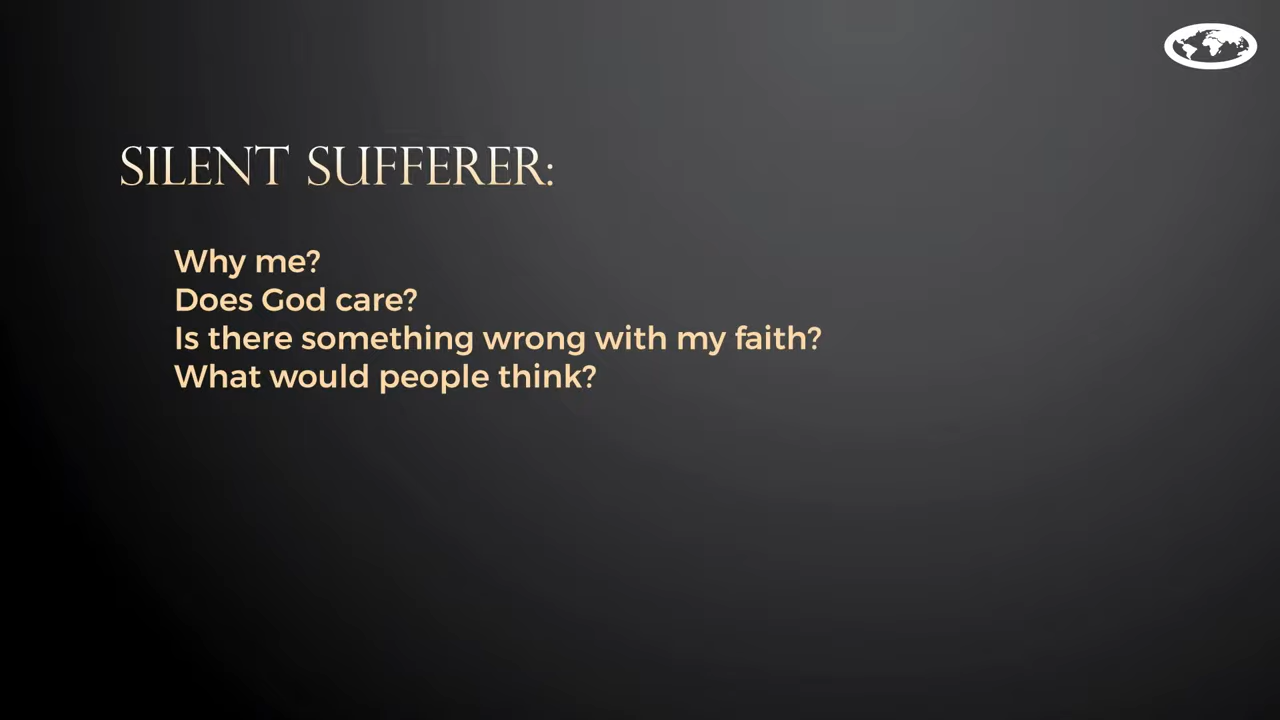 SILENT SUFFERER:
Why me?
Does God care?
Is there something wrong with my faith?
What would people think?